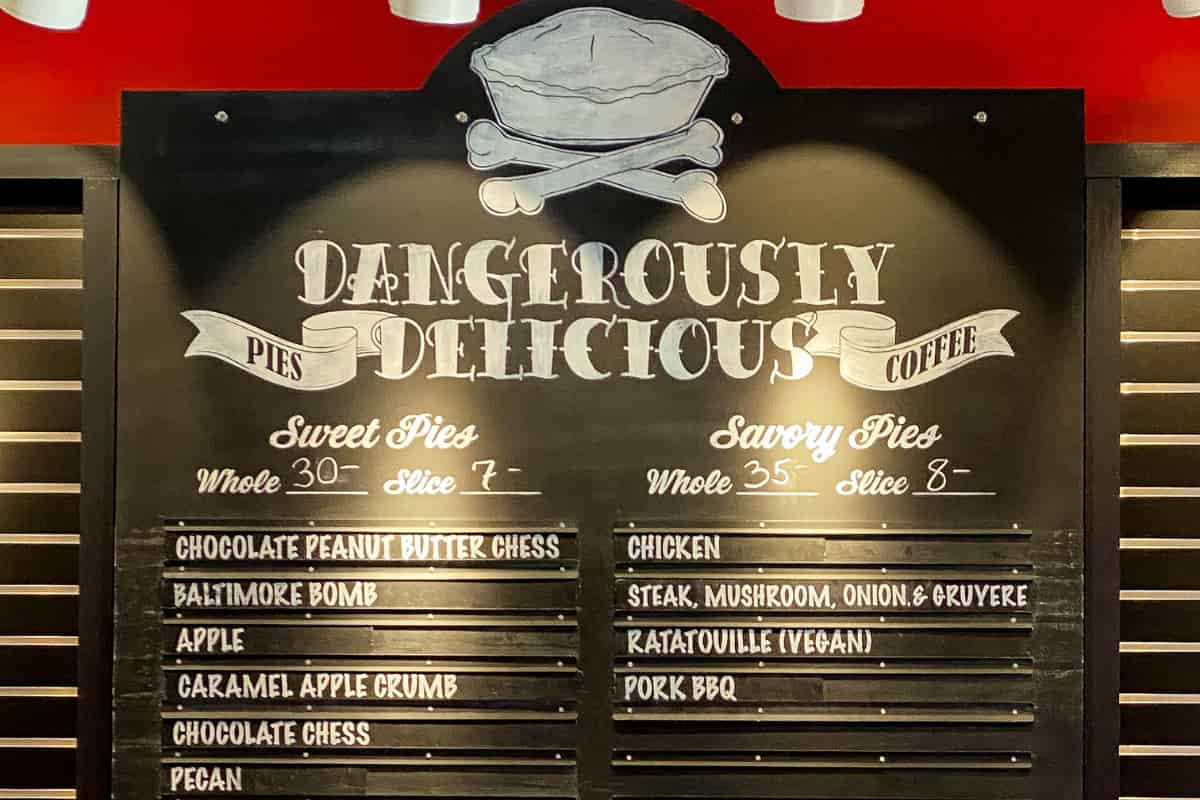 DANGEROUSLY
DELICIOUS
PIES
COFFEE
Sweet Pies
Whole 30- Slice 7-
CHOCOLATE PEANUT BUTTER CHESS
BALTIMORE BOMB
APPLE
CARAMEL APPLE CRUMB
CHOCOLATE CHESS
PECAN
Savory Pies
Whole 35- Slice 8-
CHICKEN
STEAK, MUSHROOM, ONION, & GRUYERE
RATATOUILLE (VEGAN)
PORK BBQ